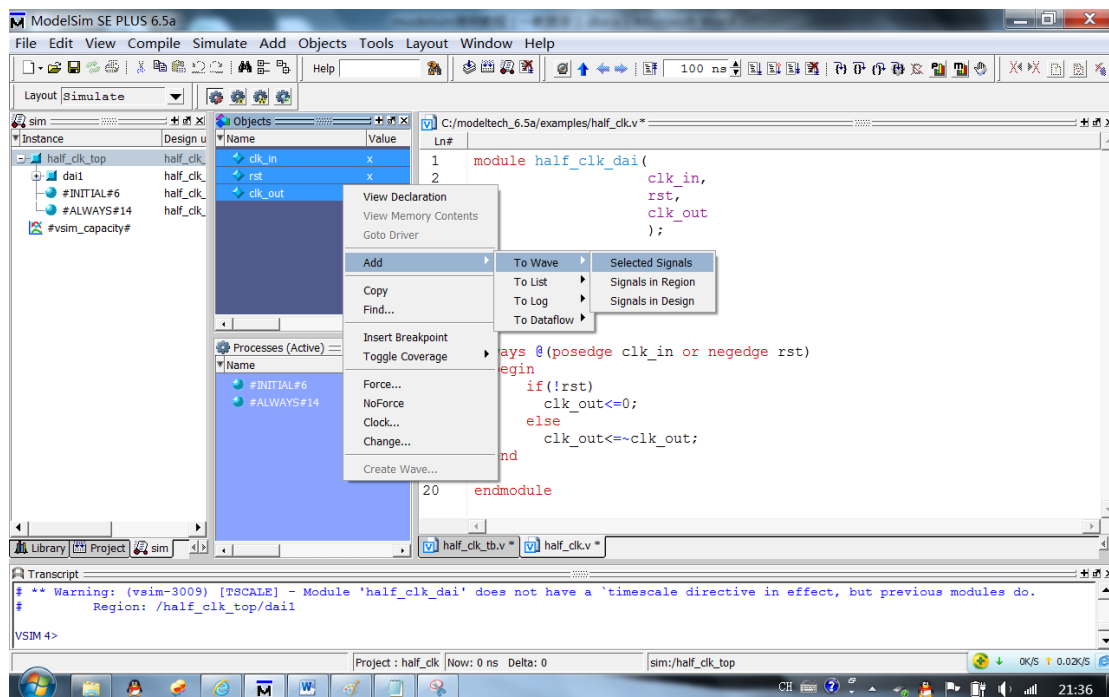 ModelSim SE PLUS 6.5a
File Edit View Compile Simulate Add Objects Tools Layout Window Help
Help 100 ns
Layout Simulate
sim
Instance Design u
half_clk_top half_clk_
dai1 half_clk_
#INITIAL#6 half_clk_
#ALWAYS#14 half_clk_
#vsim_capacity#
Library Project sim
Objects
Name Value
clk_in x
rst x
clk_out
Processes (Active)
Name
#INITIAL#6
#ALWAYS#14
View Declaration
View Memory Contents
Goto Driver
Add
Copy
Find...
Insert Breakpoint
Toggle Coverage
Force...
NoForce
Clock...
Change...
Create Wave...
To Wave
To List
To Log
To Dataflow
Selected Signals
Signals in Region
Signals in Design
C:/modeltech_6.5a/examples/half_clk.v *
Ln#
1 module half_clk_dai(
2 clk_in,
rst,
clk_out
);
ays @(posedge clk_in or negedge rst)
egin
if(!rst)
clk_out<=0;
else
clk_out<=~clk_out;
nd
20 endmodule
half_clk_tb.v * half_clk.v *
Transcript
# ** Warning: (vsim-3009) [TSCALE] - Module 'half_clk_dai' does not have a `timescale directive in effect, but previous modules do.
# Region: /half_clk_top/dai1
VSIM 4>
Project : half_clk Now: 0 ns Delta: 0 sim:/half_clk_top
0K/S 0.02K/S
CH 21:36